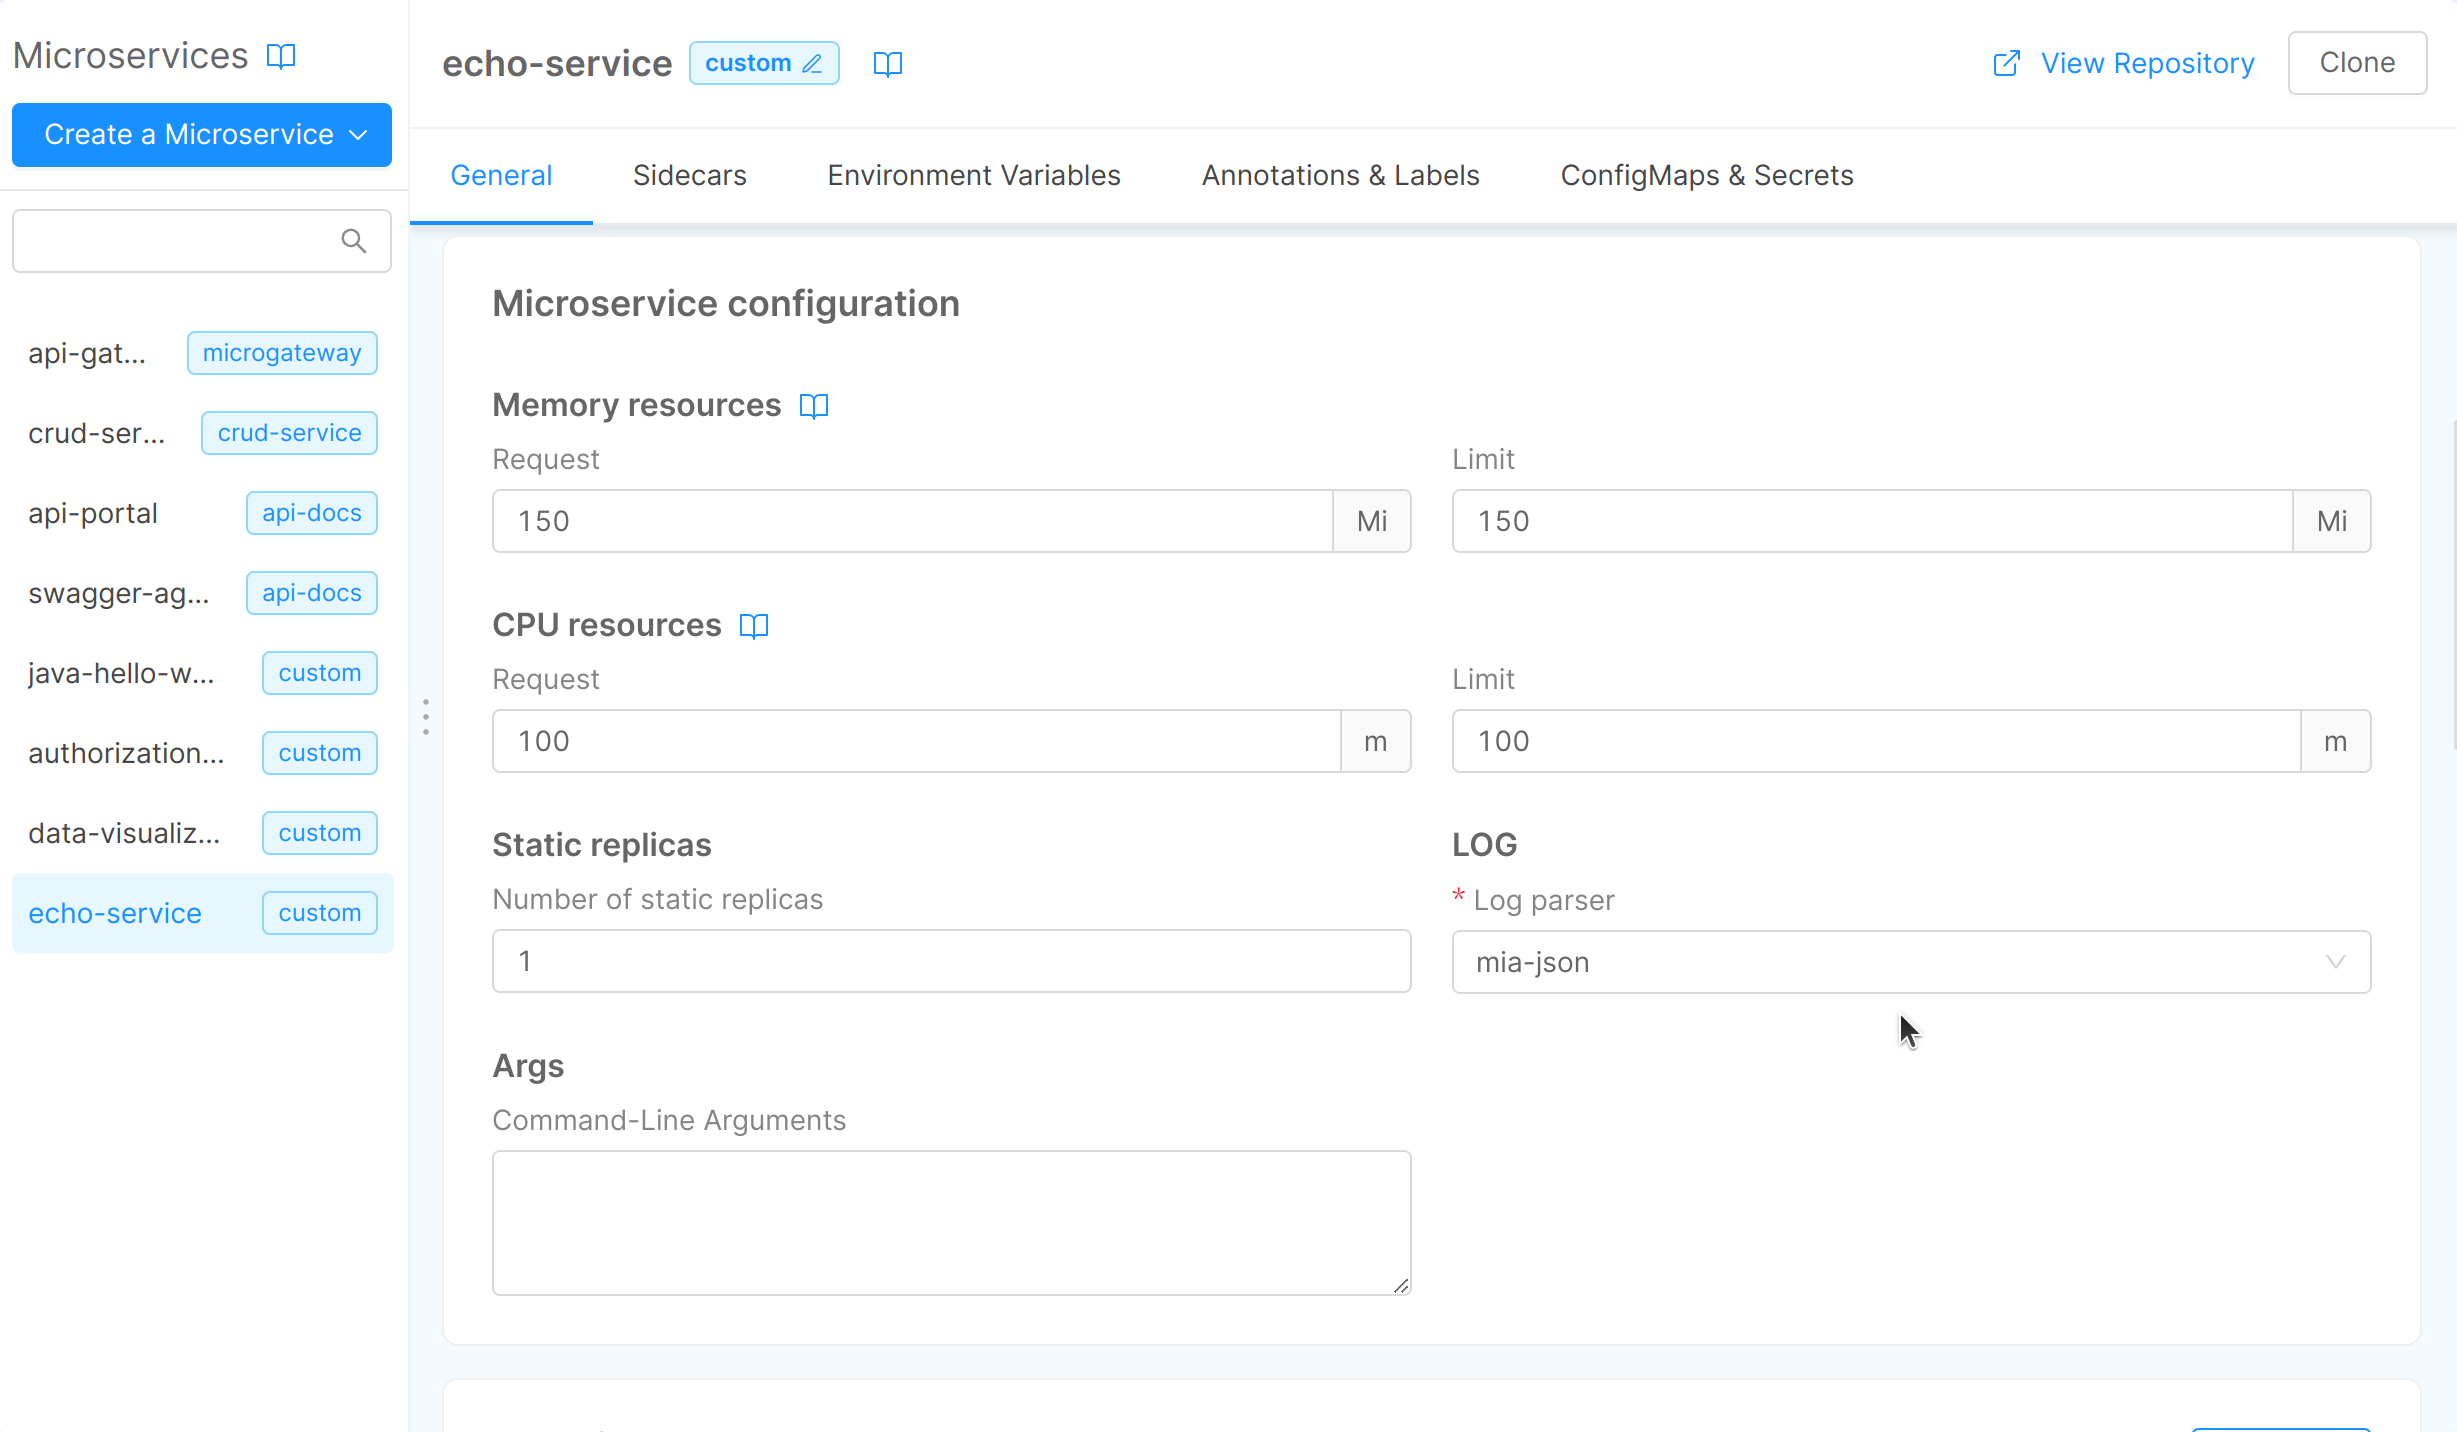 Microservices
Create a Microservice
api-gat... microgateway
crud-ser... crud-service
api-portal api-docs
swagger-ag... api-docs
java-hello-w... custom
authorization... custom
data-visualiz... custom
echo-service custom
echo-service custom
View Repository Clone
General Sidecars Environment Variables Annotations & Labels ConfigMaps & Secrets
Microservice configuration
Memory resources
Request Limit
150 Mi 150 Mi
CPU resources
Request Limit
100 m 100 m
Static replicas LOG
Number of static replicas * Log parser
1 mia-json
Args
Command-Line Arguments